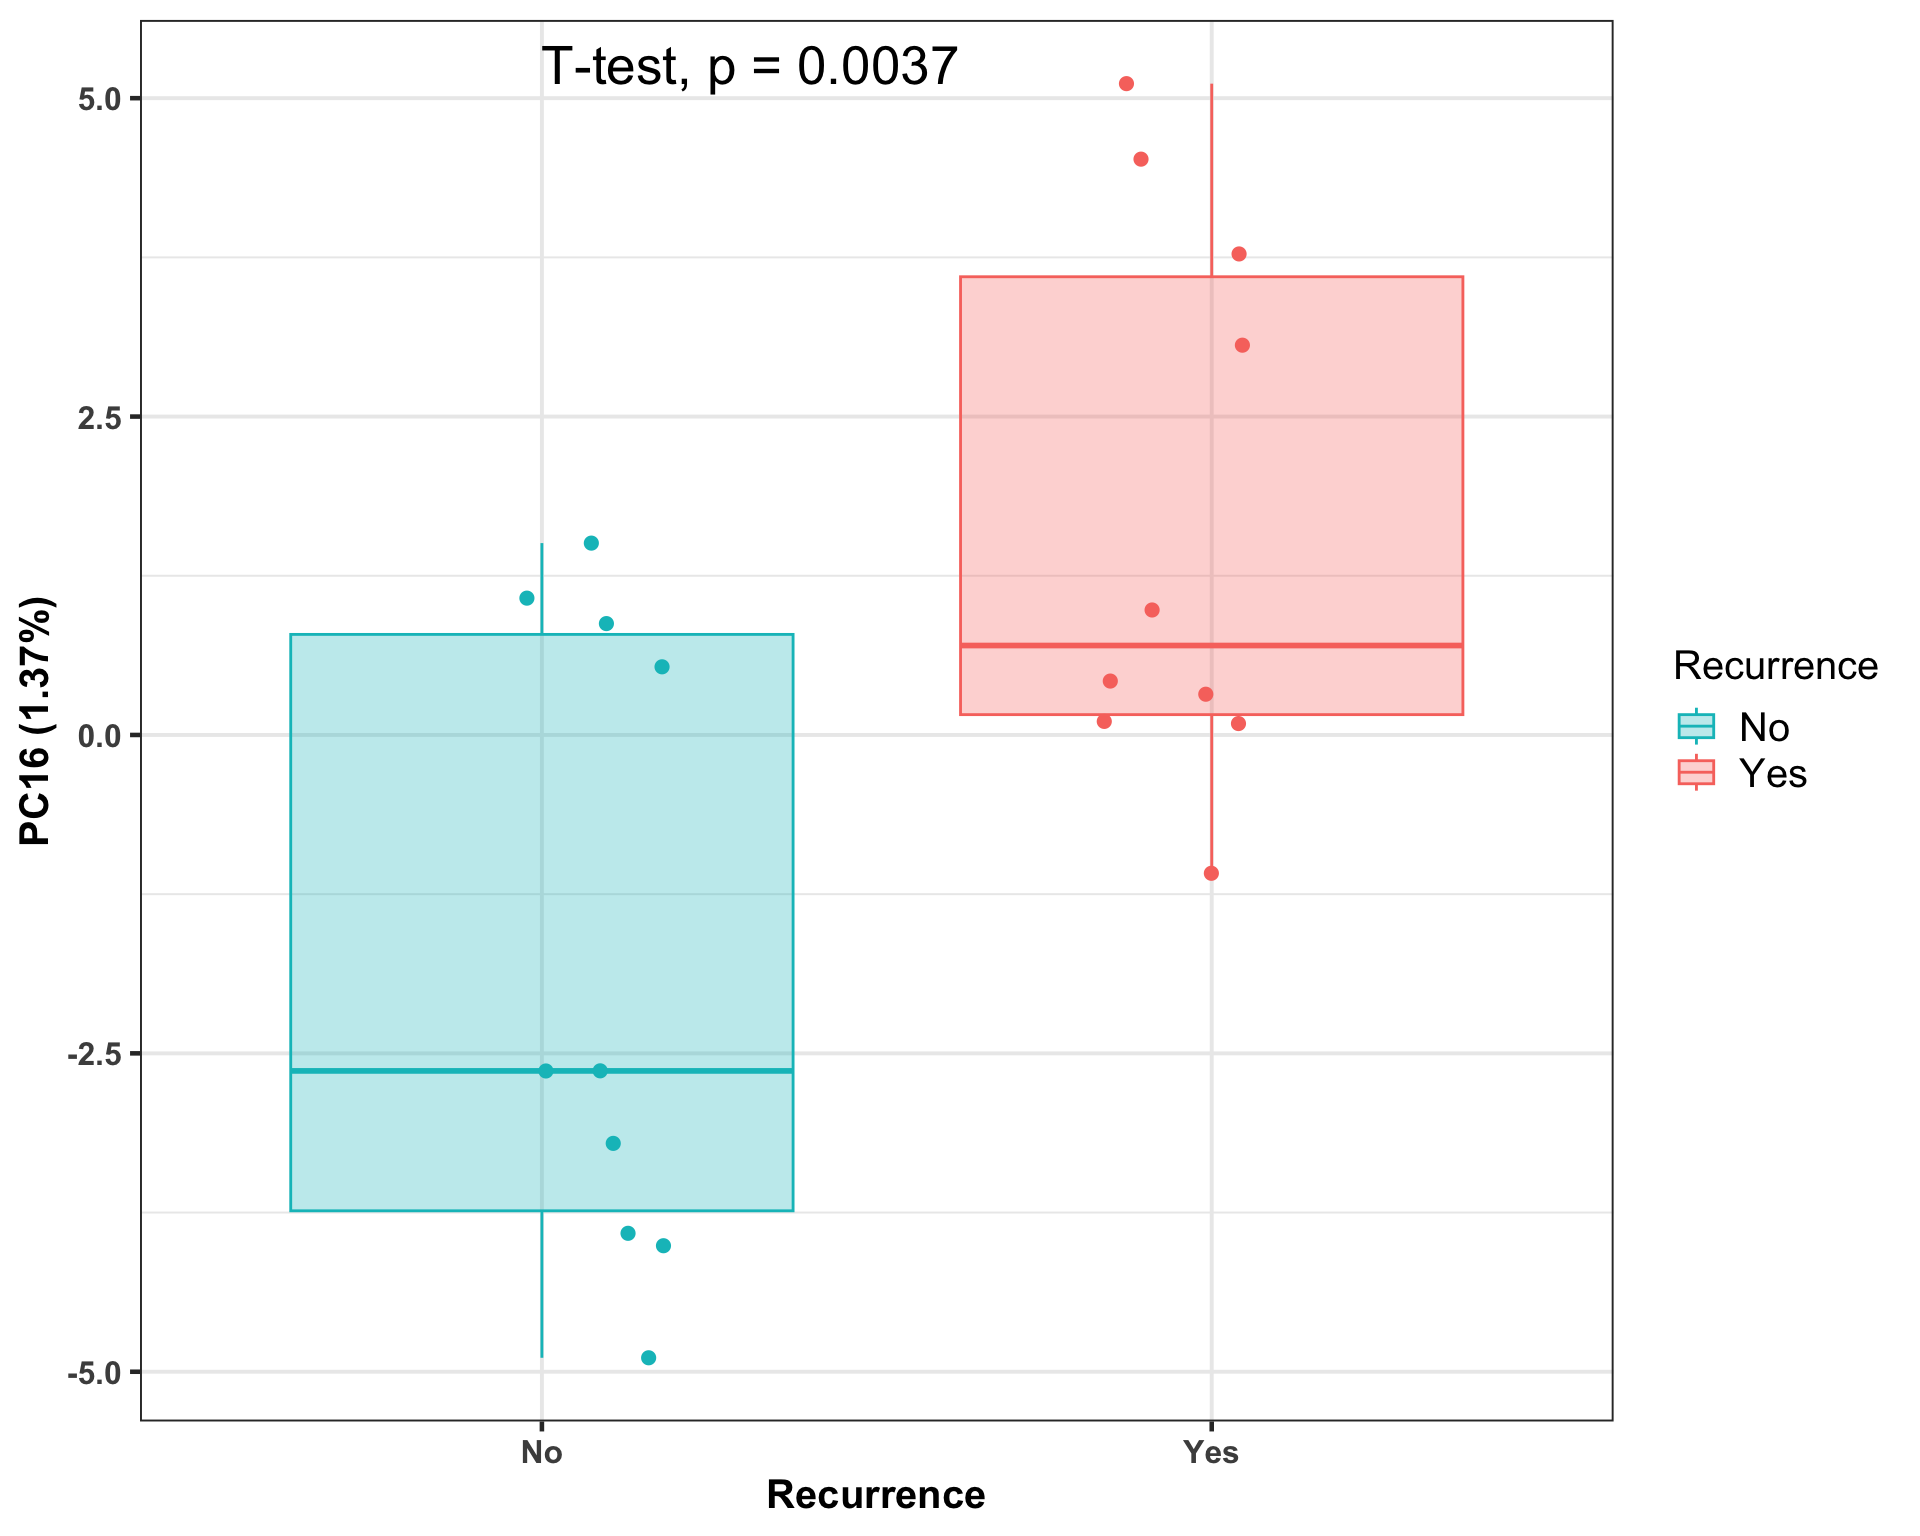 T-test, p = 0.0037
5.0
2.5
0.0
-2.5
-5.0
PC16 (1.37%)
No
Yes
Recurrence
Recurrence
No
Yes